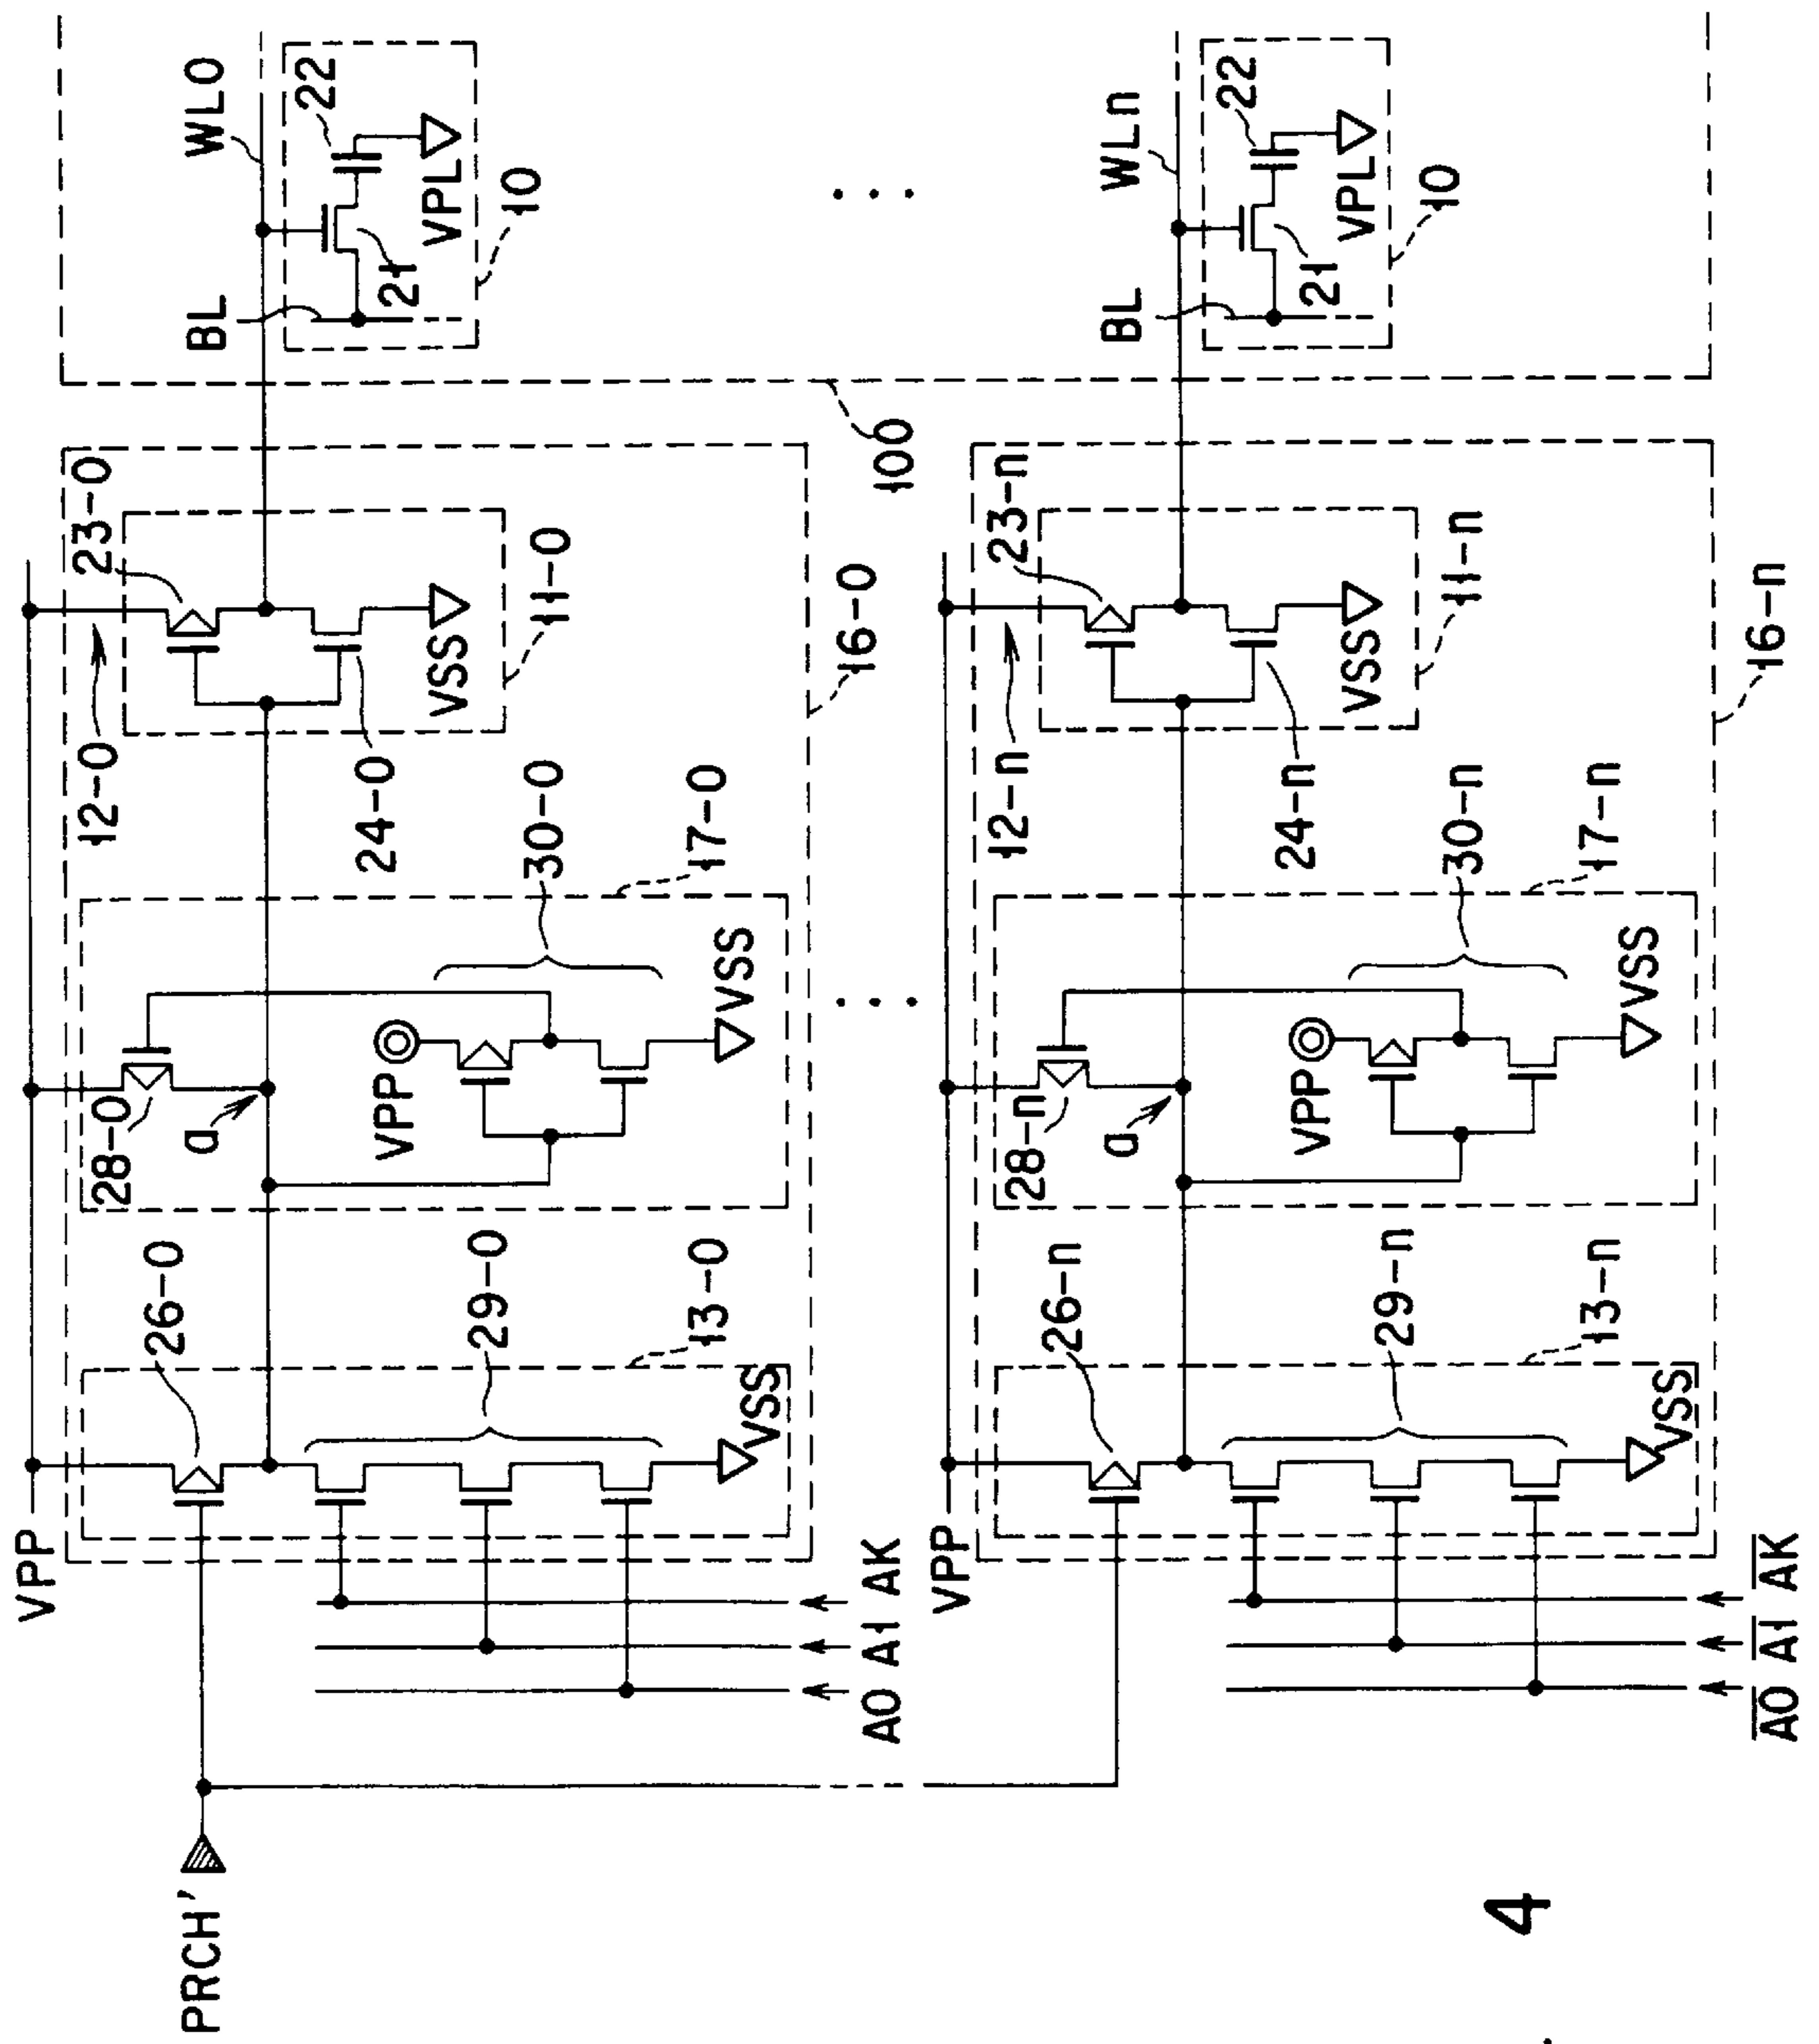 WL0
22
VPL
10
21
BL
100
23-0
12-0
11-0
VSS
16-0
24-0
30-0
17-0
VPP
VSS
28-0
a
26-0
29-0
13-0
VSS
VPP
A0 A1 AK
PRCH'
WLn
22
VPL
10
21
BL
23-n
12-n
11-n
VSS
16-n
24-n
30-n
17-n
VPP
VSS
28-n
a
26-n
29-n
13-n
VSS
VPP
A̅0̅ A̅1̅ A̅K̅
4